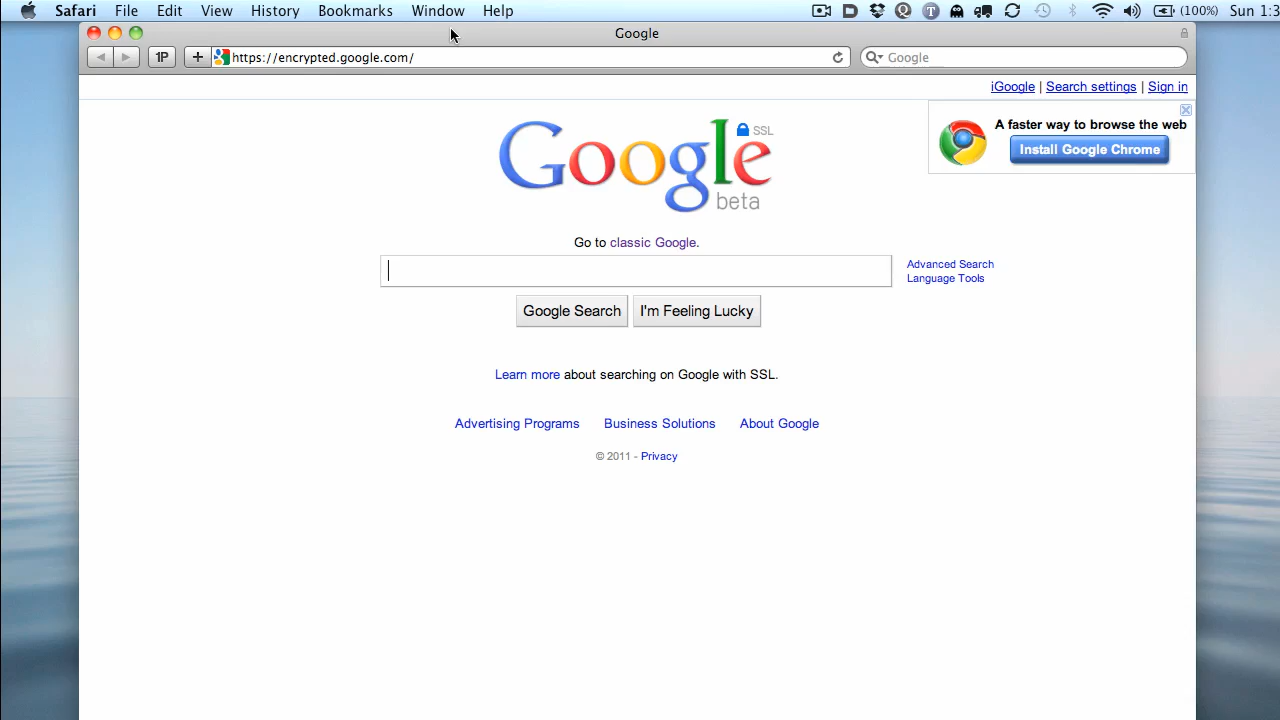 Safari File Edit View History Bookmarks Window Help (100%) Sun 1:3
Google
1P + https://encrypted.google.com/ Google
iGoogle | Search settings | Sign in
A faster way to browse the web
Install Google Chrome
Google SSL
beta
Go to classic Google.
Advanced Search
Language Tools
Google Search I'm Feeling Lucky
Learn more about searching on Google with SSL.
Advertising Programs Business Solutions About Google
© 2011 - Privacy